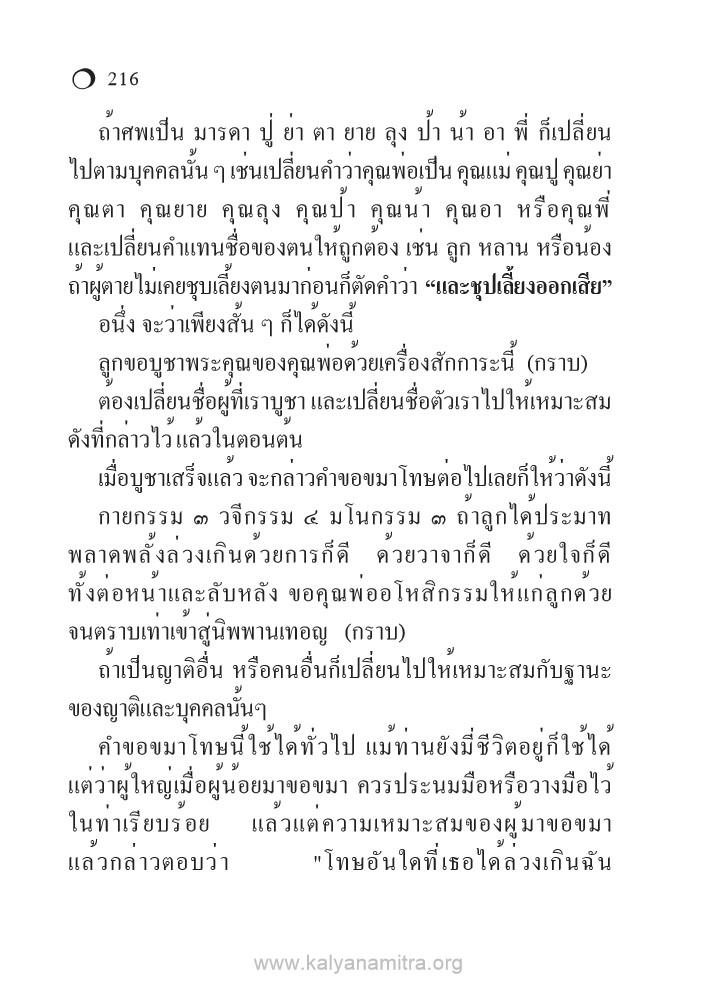 216
ถ้าศพเป็น มารดา ปู่ ย่า ตา ยาย ลุง ป้า น้า อา พี่ ก็เปลี่ยน
ไปตามบุคคลนั้น ๆ เช่นเปลี่ยนคำว่าคุณพ่อเป็น คุณแม่ คุณปู คุณย่า
คุณตา คุณยาย คุณลุง คุณป้า คุณน้า คุณอา หรือคุณพี่
และเปลี่ยนคำแทนชื่อของตนให้ถูกต้อง เช่น ลูก หลาน หรือน้อง
ถ้าผู้ตายไม่เคยชุบเลี้ยงตนมาก่อนก็ตัดคำว่า “และชุปเลี้ยงออกเสีย”
อนึ่ง จะว่าเพียงสั้น ๆ ก็ได้ดังนี้
ลูกขอบูชาพระคุณของคุณพ่อด้วยเครื่องสักการะนี้ (กราบ)
ต้องเปลี่ยนชื่อผู้ที่เราบูชา และเปลี่ยนชื่อตัวเราไปให้เหมาะสม
ดังที่กล่าวไว้ แล้วในตอนต้น
เมื่อบูชาเสร็จแล้ว จะกล่าวคำขอขมาโทษต่อไปเลยก็ให้ว่าดังนี้
กายกรรม ๓ วจีกรรม ๔ มโนกรรม ๓ ถ้าลูกได้ประมาท
พลาดพลั้งล่วงเกินด้วยการก็ดี ด้วยวาจาก็ดี ด้วยใจก็ดี
ทั้งต่อหน้าและลับหลัง ขอคุณพ่ออโหสิกรรมให้แก่ลูกด้วย
จนตราบเท่าเข้าสู่นิพพานเทอญ (กราบ)
ถ้าเป็นญาติอื่น หรือคนอื่นก็เปลี่ยนไปให้เหมาะสมกับฐานะ
ของญาติและบุคคลนั้นๆ
คำขอขมาโทษนี้ใช้ได้ทั่วไป แม้ท่านยังมี่ชีวิตอยู่ก็ใช้ได้
แต่ว่าผู้ใหญ่เมื่อผู้น้อยมาขอขมา ควรประนมมือหรือวางมือไว้
ในท่าเรียบร้อย แล้วแต่ความเหมาะสมของผู้มาขอขมา
แล้วกล่าวตอบว่า "โทษอันใดที่เธอได้ล่วงเกินฉัน
www.kalyanamitra.org